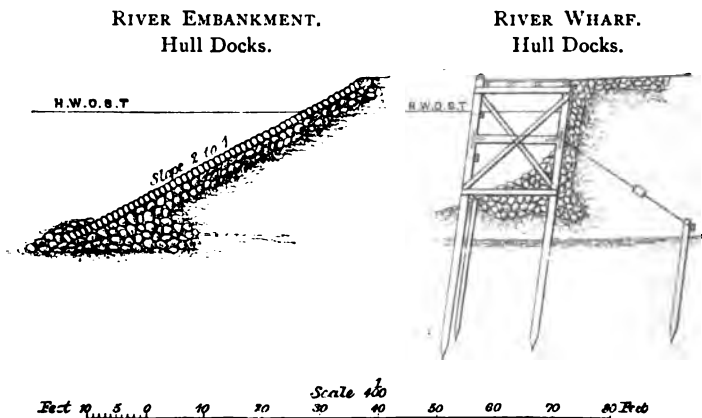 RIVER EMBANKMENT.
Hull Docks.
RIVER WHARF.
Hull Docks.
H.W.O.S.T
H.W.O.S.T
Slope 2 to 1
Scale 1/400
Feet 10 5 0 10 20 30 40 50 60 70 80 Feet